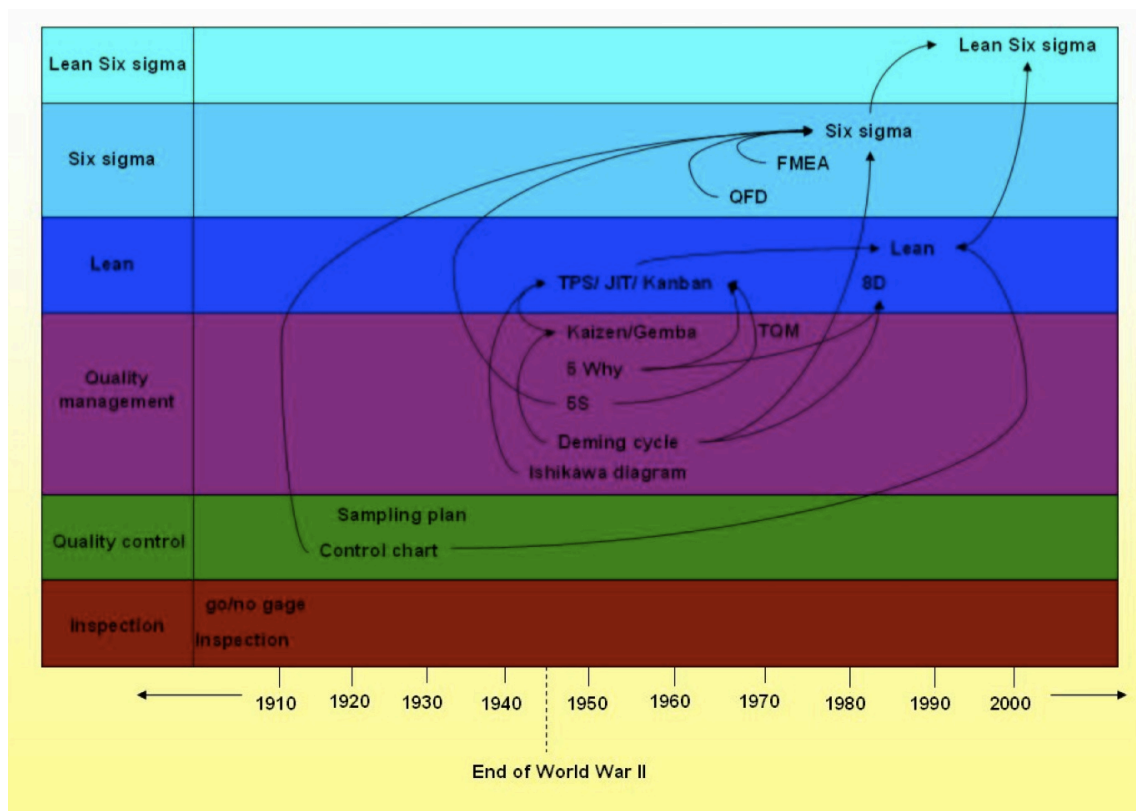 Lean Six sigma
Lean Six sigma
Six sigma
Six sigma
FMEA
QFD
Lean
Lean
TPS/ JIT/ Kanban
8D
Quality
management
Kaizen/Gemba
TQM
5 Why
5S
Deming cycle
Ishikawa diagram
Quality control
Sampling plan
Control chart
Inspection
go/no gage
Inspection
1910 1920 1930 1940 1950 1960 1970 1980 1990 2000
End of World War II